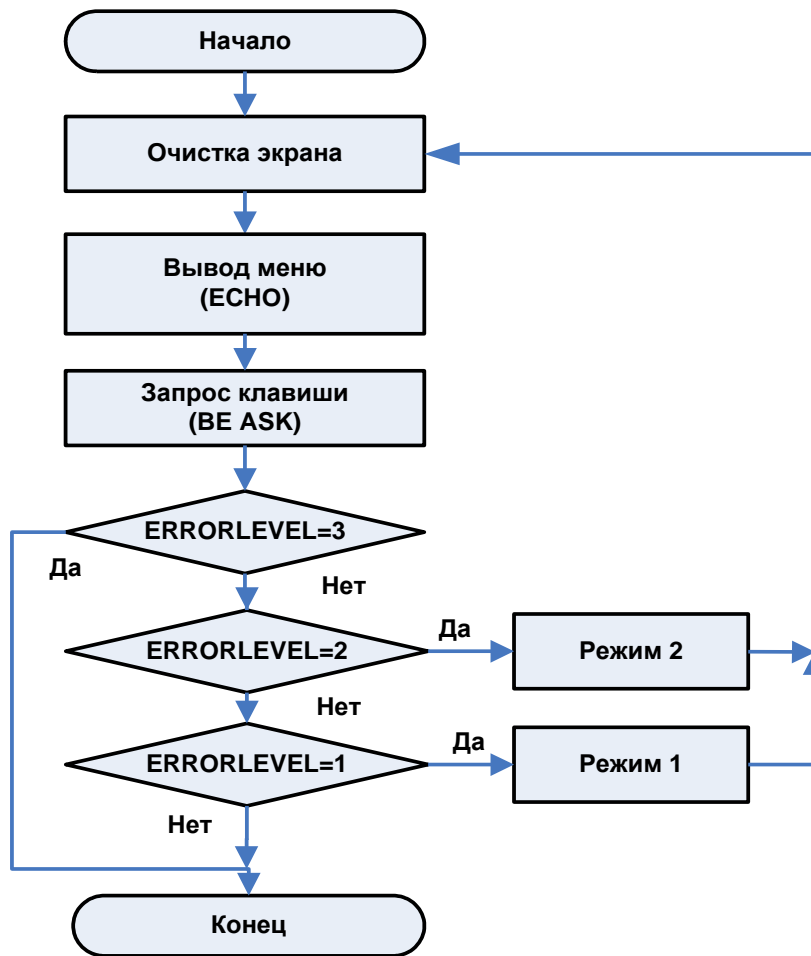 Начало
Очистка экрана
Вывод меню
(ECHO)
Запрос клавиши
(BE ASK)
ERRORLEVEL=3
Да
Нет
ERRORLEVEL=2
Да
Режим 2
Нет
ERRORLEVEL=1
Да
Режим 1
Нет
Конец